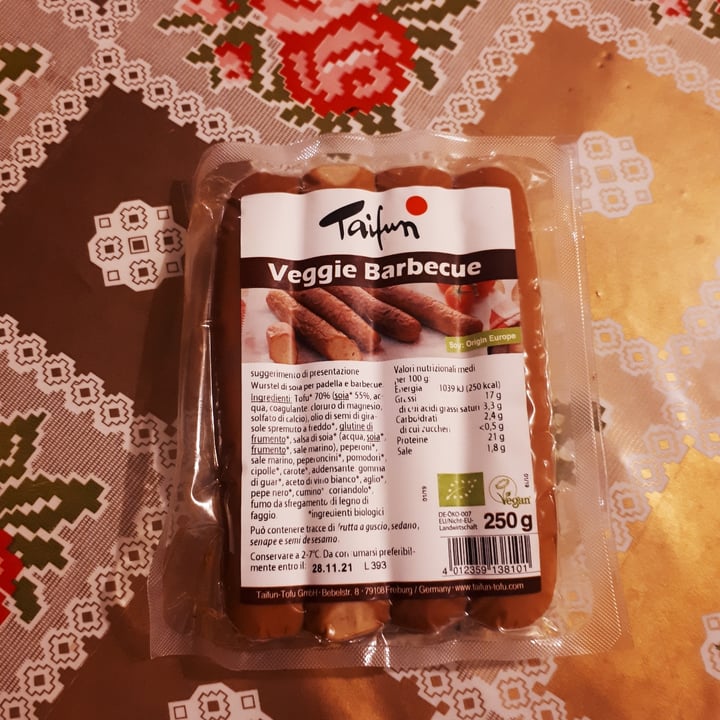 Taifun
Veggie Barbecue
Soy: Origin Europe
suggerimento di presentazione
Wurstel di soia per padella e barbecue.
Ingredienti: Tofu* 70% (soia* 55%, ac-
qua, coagulante: cloruro di magnesio,
solfato di calcio), olio di semi di gira-
sole spremuto a freddo*, glutine di
frumento*, salsa di soia* (acqua, soia*,
frumento*, sale marino), peperoni*,
sale marino, peperoncini*, pomodori*,
cipolle*, carote*, addensante: gomma
di guar*, aceto di vino bianco*, aglio*,
pepe nero*, cumino*, coriandolo*,
fumo da sfregamento di legno di
faggio. *ingredienti biologici
Può contenere tracce di frutta a guscio, sedano,
senape e semi di sesamo.
Conservare a 2-7°C. Da consumarsi preferibil-
mente entro il: 28.11.21 L 393
Valori nutrizionali medi
per 100 g:
Energia 1039 kJ (250 kcal)
Grassi 17 g
di cui acidi grassi saturi 3,3 g
Carboidrati 2,4 g
di cui zuccheri <0,5 g
Proteine 21 g
Sale 1,8 g
Vegan
DE-ÖKO-007
EU/Nicht-EU-
Landwirtschaft
250 g
4 012359 138101
Taifun-Tofu GmbH · Bebelstr. 8 · 79108 Freiburg / Germany · www.taifun-tofu.com